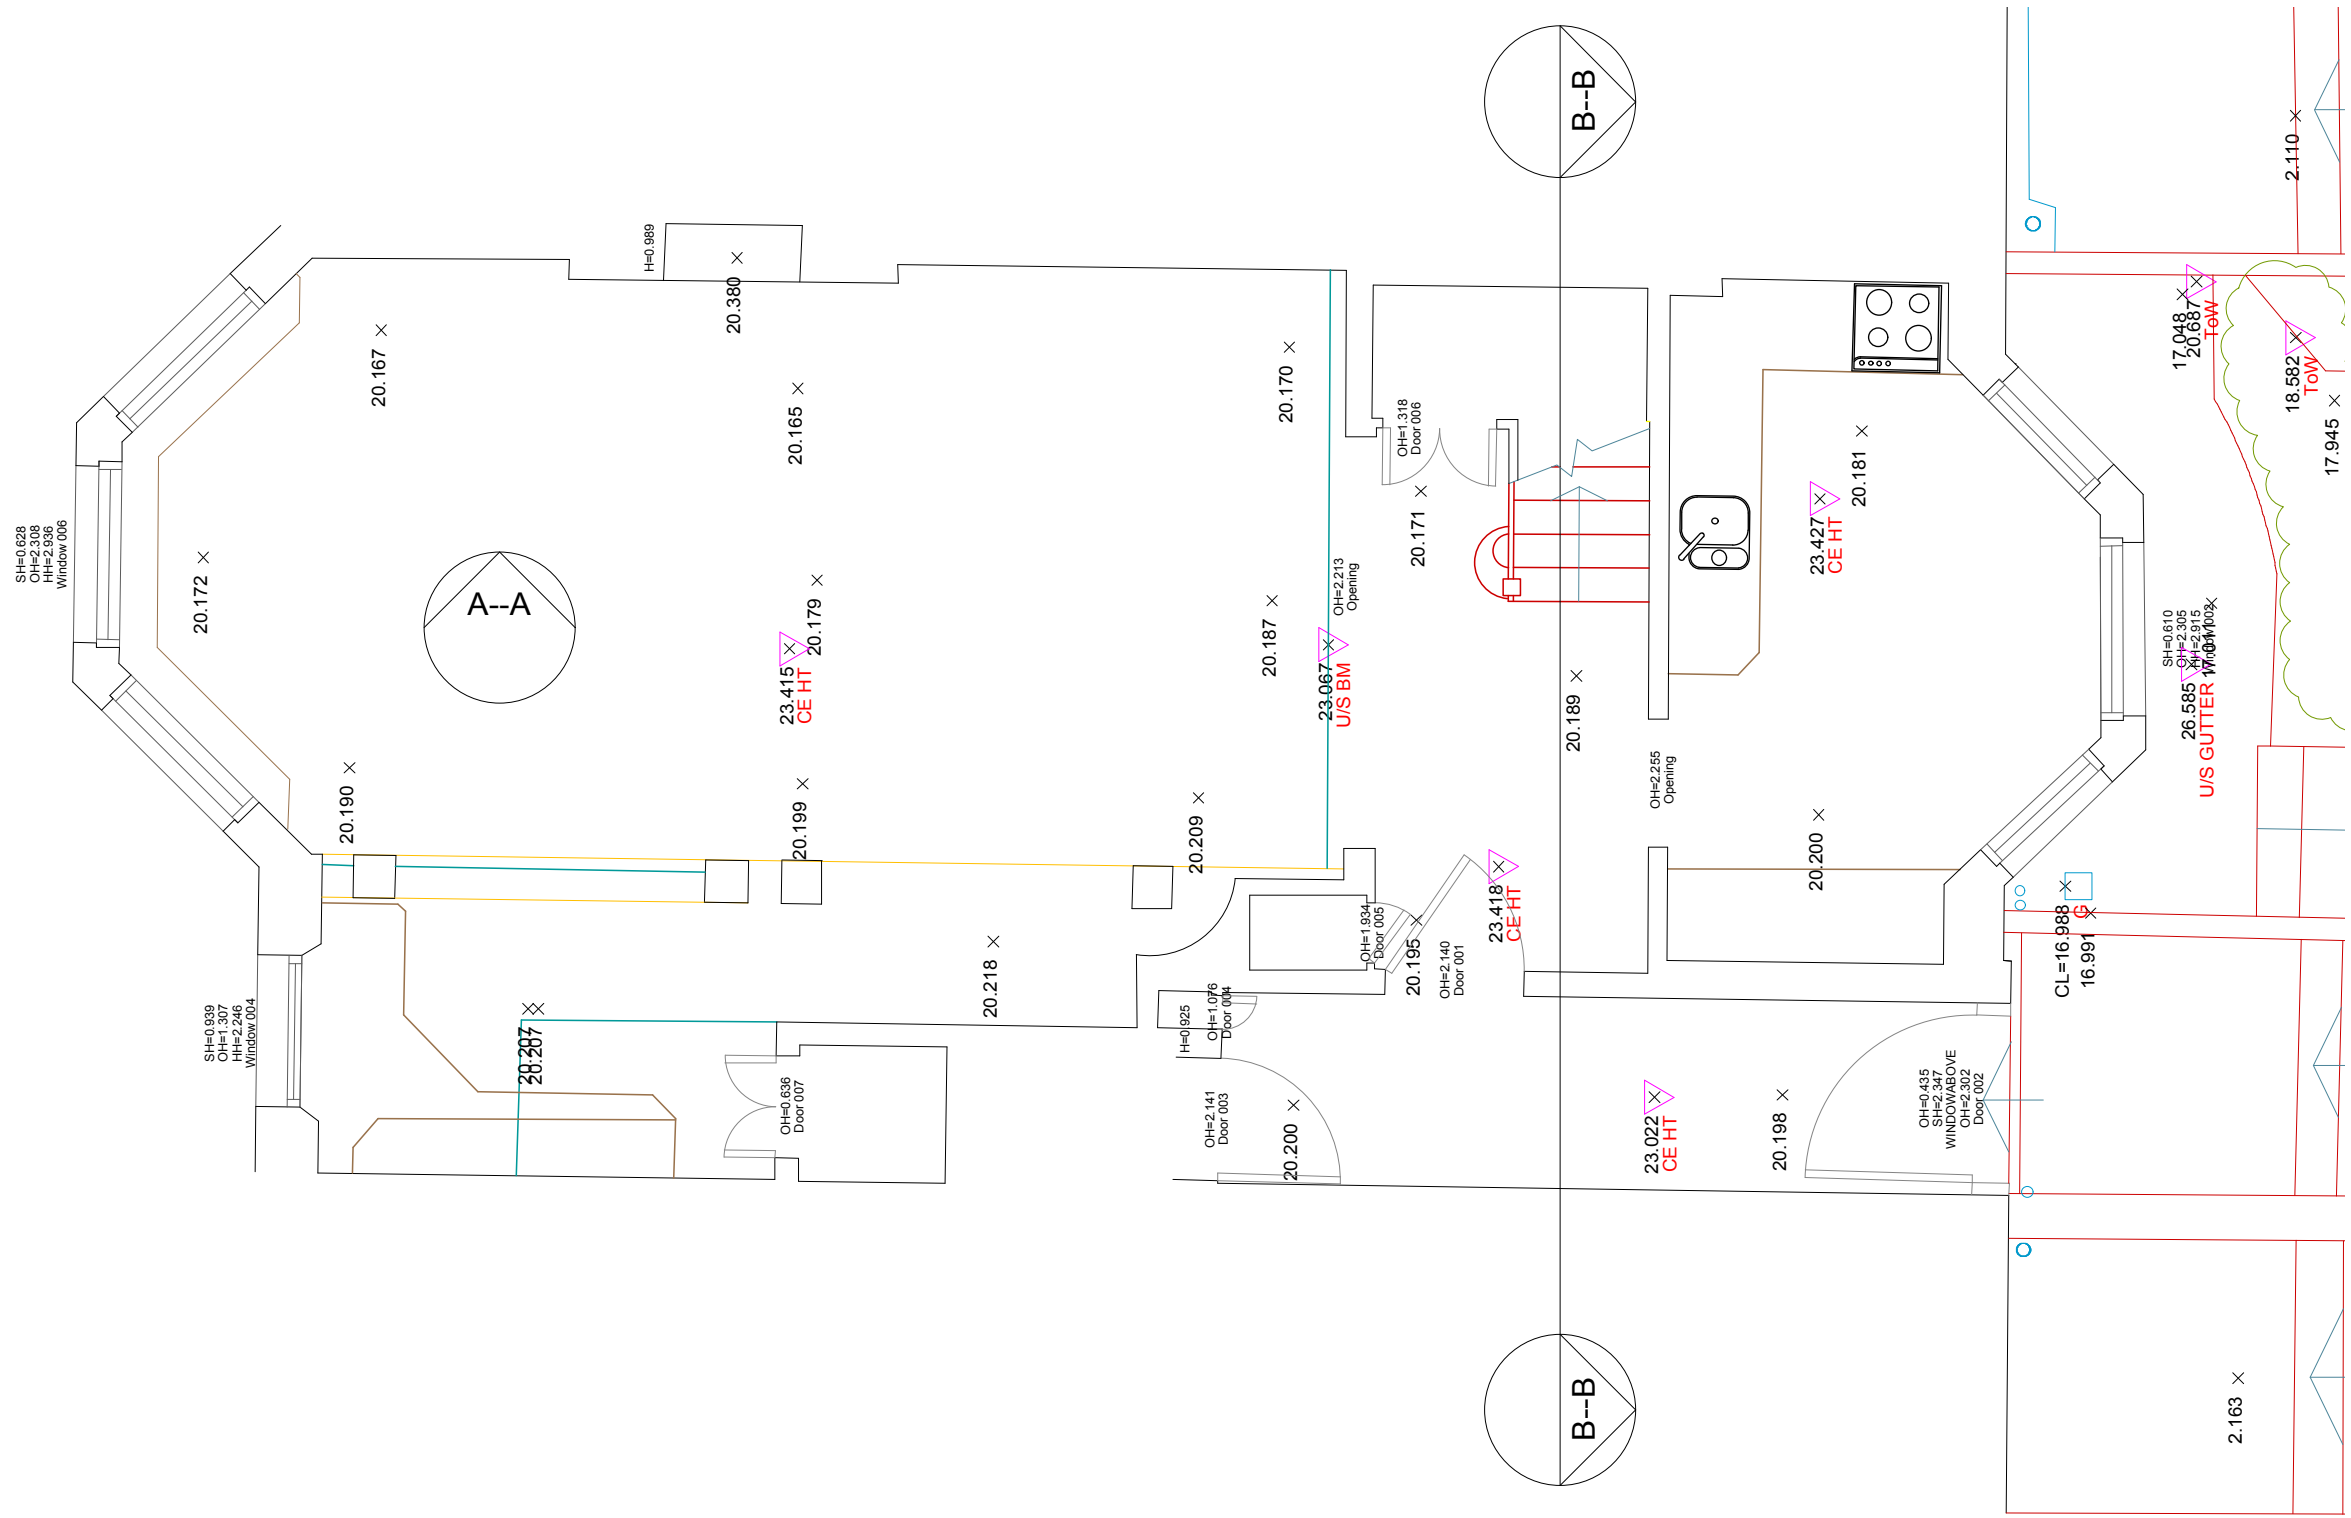 B--B
2.110
H=0.989
20.380
20.167
20.165
20.170
OH=1.318
Door 006
20.171
20.181
23.427
CE HT
17.048
20.687
ToW
18.582
ToW
17.945
SH=0.628
OH=2.308
HH=2.936
Window 006
20.172
A--A
20.179
23.415
CE HT
20.187
OH=2.213
Opening
23.067
U/S BM
20.189
OH=2.255
Opening
SH=0.610
OH=2.305
HH=2.915
Window 002
26.585
U/S GUTTER
20.190
20.199
20.209
20.200
23.418
CE HT
OH=1.934
Door 005
20.195
OH=2.140
Door 001
CL=16.988
G
16.991
20.218
SH=0.939
OH=1.307
HH=2.246
Window 004
20.207
20.207
H=0.925
OH=1.076
Door 004
OH=0.636
Door 007
OH=2.141
Door 003
20.200
23.022
CE HT
20.198
OH=0.435
SH=2.347
WINDOWABOVE
OH=2.302
Door 002
B--B
2.163